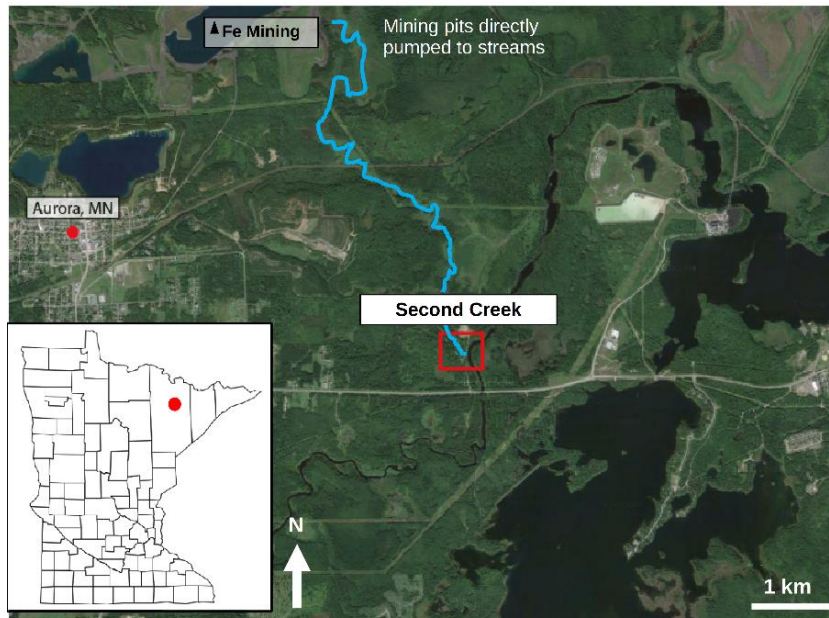 Fe Mining
Mining pits directly
pumped to streams
Aurora, MN
Second Creek
N
1 km